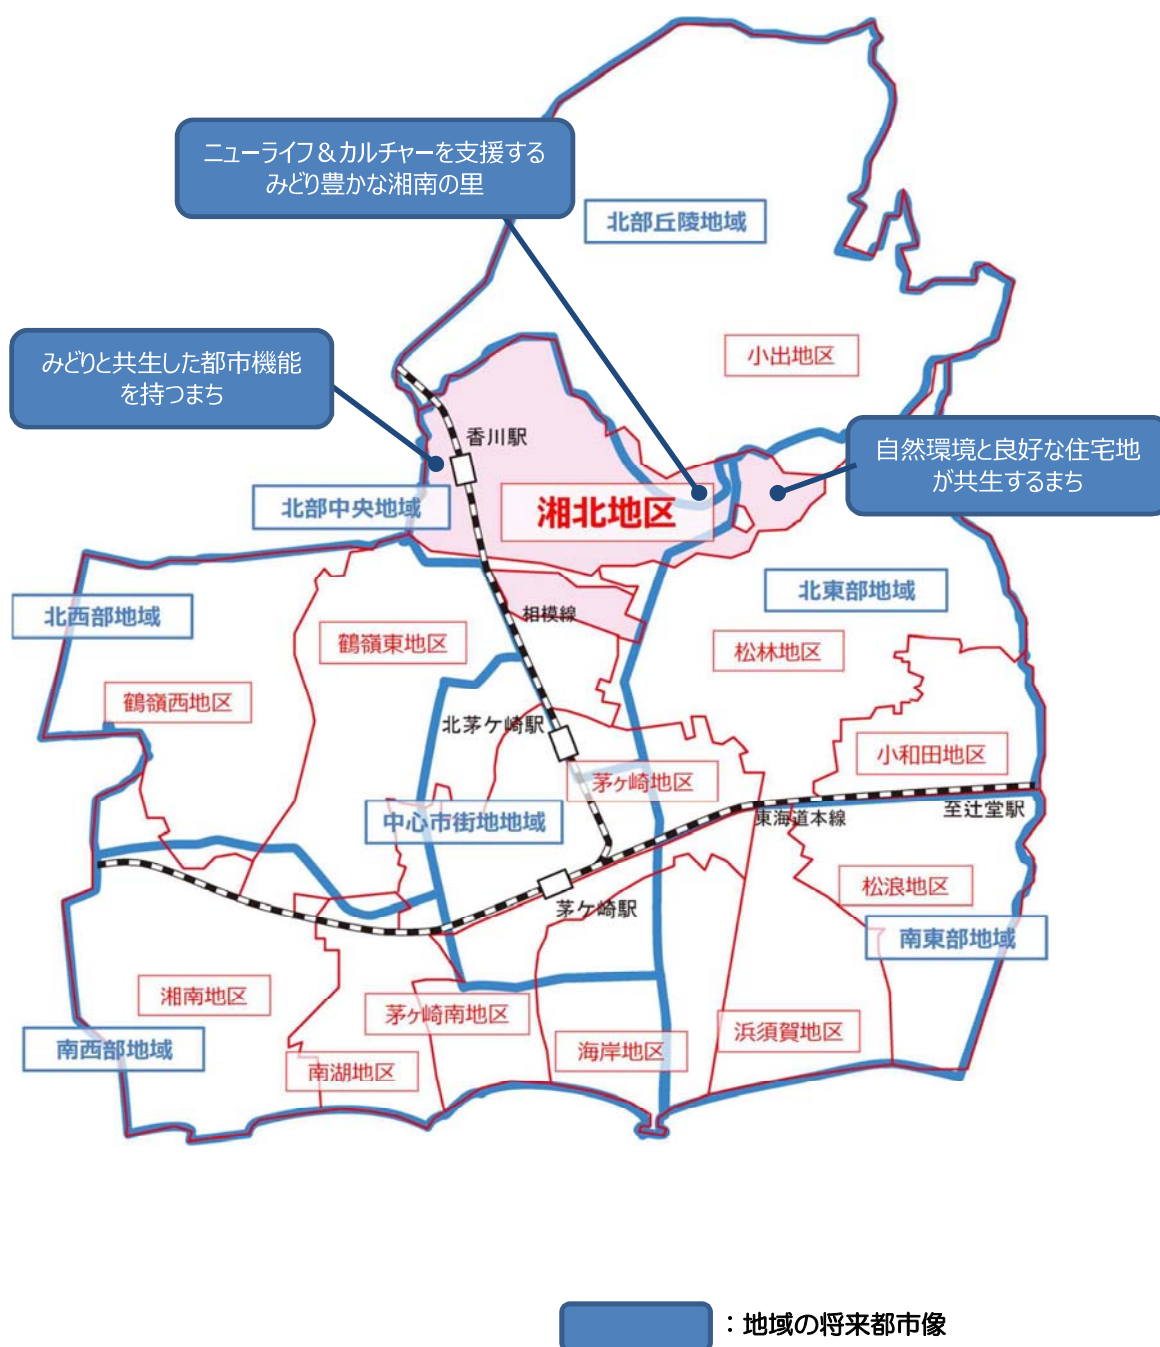 ニューライフ＆カルチャーを支援する
みどり豊かな湘南の里
北部丘陵地域
みどりと共生した都市機能
を持つまち
小出地区
香川駅
自然環境と良好な住宅地
が共生するまち
北部中央地域
湘北地区
北東部地域
北西部地域
相模線
鶴嶺東地区
松林地区
鶴嶺西地区
北茅ケ崎駅
小和田地区
茅ヶ崎地区
中心市街地地域
東海道本線
至辻堂駅
松浪地区
茅ヶ崎駅
南東部地域
湘南地区
茅ヶ崎南地区
浜須賀地区
南西部地域
海岸地区
南湖地区
：地域の将来都市像